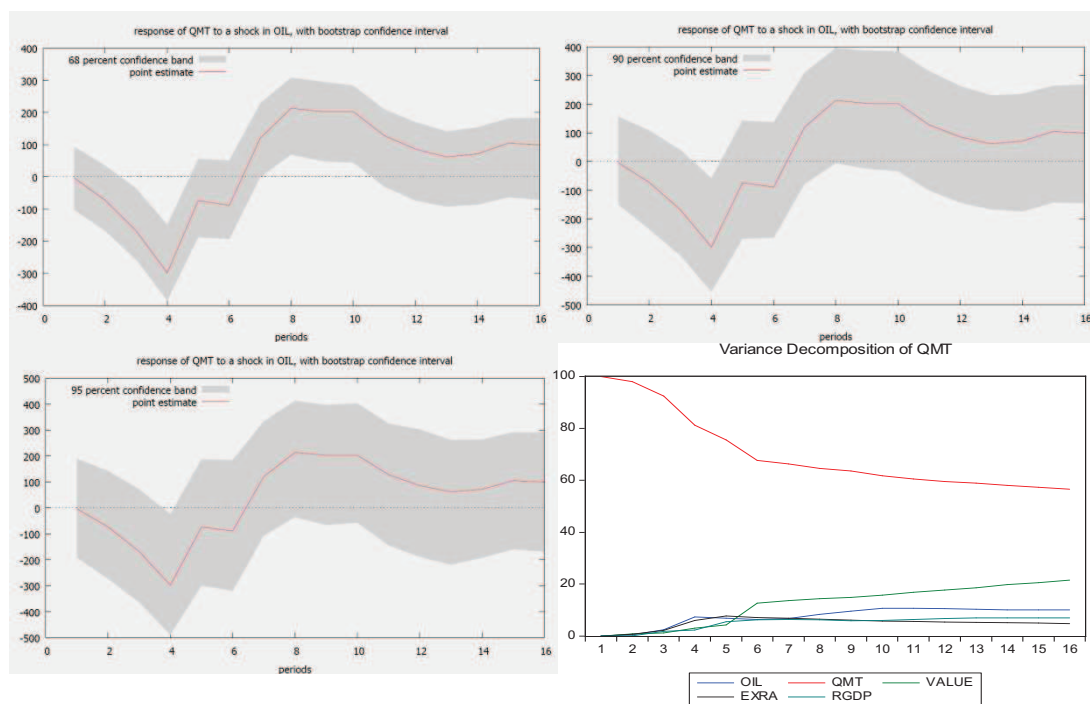 response of QMT to a shock in OIL, with bootstrap confidence interval
400
300
200
100
0
-100
-200
-300
-400
68 percent confidence band
point estimate
0 2 4 6 8 10 12 14 16
periods
response of QMT to a shock in OIL, with bootstrap confidence interval
400
300
200
100
0
-100
-200
-300
-400
-500
90 percent confidence band
point estimate
0 2 4 6 8 10 12 14 16
periods
response of QMT to a shock in OIL, with bootstrap confidence interval
500
400
300
200
100
0
-100
-200
-300
-400
-500
95 percent confidence band
point estimate
0 2 4 6 8 10 12 14 16
periods
Variance Decomposition of QMT
100
80
60
40
20
0
1 2 3 4 5 6 7 8 9 10 11 12 13 14 15 16
OIL QMT VALUE
EXRA RGDP